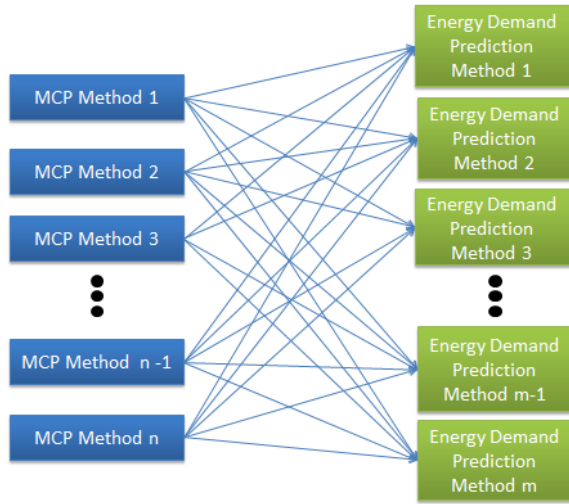 MCP Method 1
MCP Method 2
MCP Method 3
MCP Method n -1
MCP Method n
Energy Demand
Prediction
Method 1
Energy Demand
Prediction
Method 2
Energy Demand
Prediction
Method 3
Energy Demand
Prediction
Method m-1
Energy Demand
Prediction
Method m